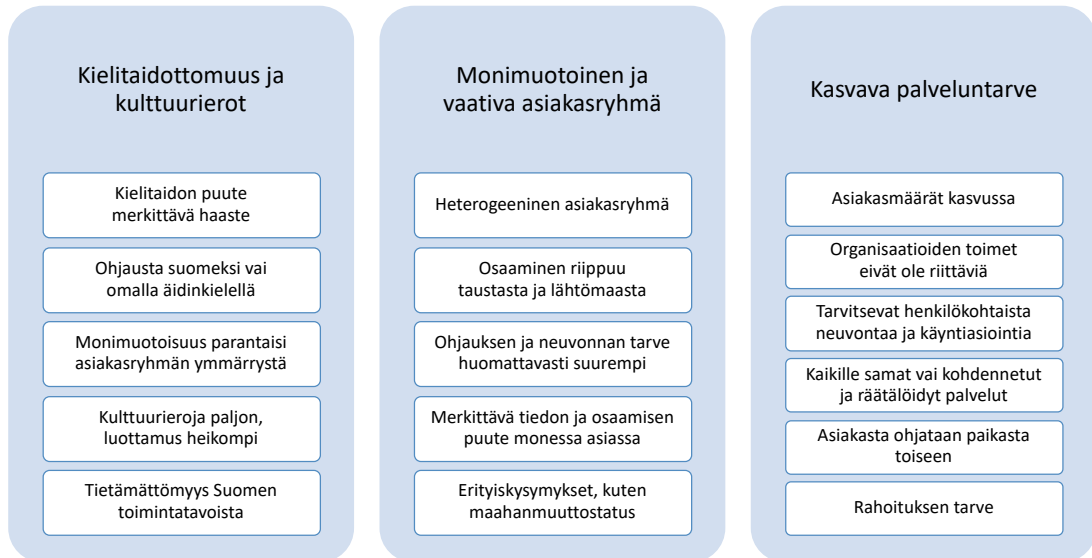 Kielitaidottomuus ja
kulttuurierot
Kielitaidon puute
merkittävä haaste
Ohjausta suomeksi vai
omalla äidinkielellä
Monimuotoisuus parantaisi
asiakasryhmän ymmärrystä
Kulttuurieroja paljon,
luottamus heikompi
Tietämättömyys Suomen
toimintatavoista
Monimuotoinen ja
vaativa asiakasryhmä
Heterogeeninen asiakasryhmä
Osaaminen riippuu
taustasta ja lähtömaasta
Ohjauksen ja neuvonnan tarve
huomattavasti suurempi
Merkittävä tiedon ja osaamisen
puute monessa asiassa
Erityiskysymykset, kuten
maahanmuuttostatus
Kasvava palveluntarve
Asiakasmäärät kasvussa
Organisaatioiden toimet
eivät ole riittäviä
Tarvitsevat henkilökohtaista
neuvontaa ja käyntiasiointia
Kaikille samat vai kohdennetut
ja räätälöidyt palvelut
Asiakasta ohjataan paikasta
toiseen
Rahoituksen tarve